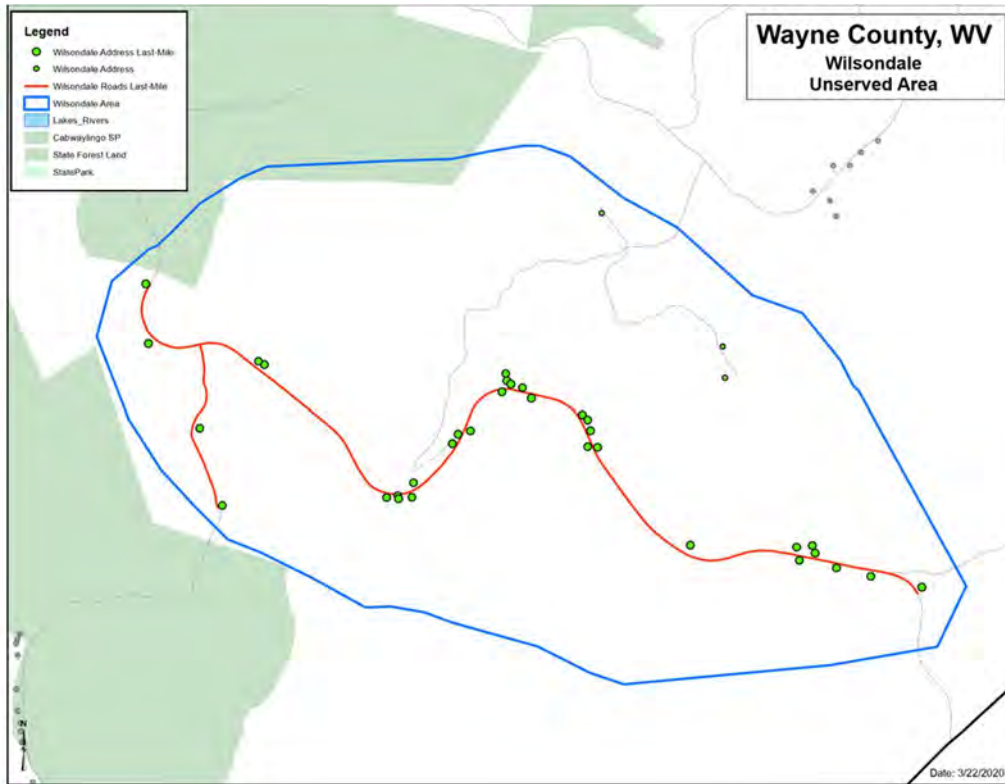 Legend
Wilsondale Address Last-Mile
Wilsondale Address
Wilsondale Roads Last-Mile
Wilsondale Area
Lakes_Rivers
Cabwaylingo SP
State Forest Land
StatePark
Wayne County, WV
Wilsondale
Unserved Area
N
Date: 3/22/2020